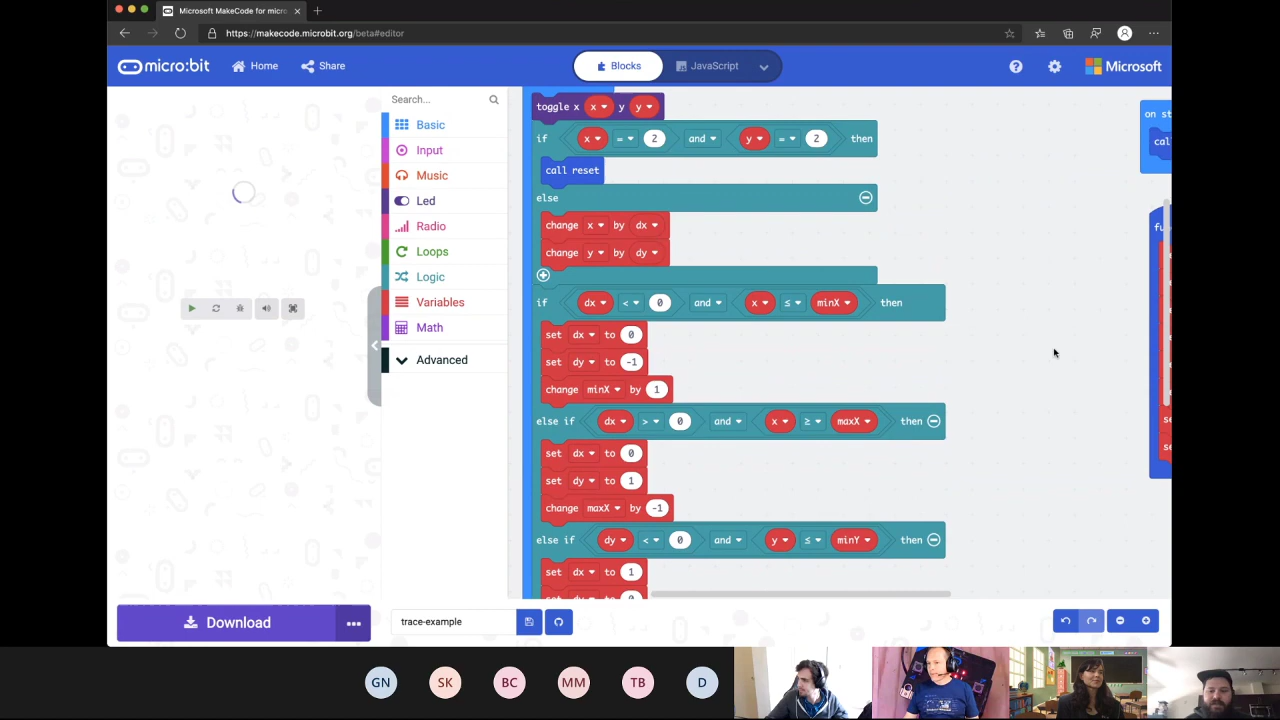 Microsoft MakeCode for micro
https://makecode.microbit.org/beta#editor
micro:bit Home Share Blocks JavaScript Microsoft
Search...
Basic
Input
Music
Led
Radio
Loops
Logic
Variables
Math
Advanced
toggle x x y y
if x = 2 and y = 2 then
call reset
else
change x by dx
change y by dy
if dx < 0 and x ≤ minX then
set dx to 0
set dy to -1
change minX by 1
else if dx > 0 and x ≥ maxX then
set dx to 0
set dy to 1
change maxX by -1
else if dy < 0 and y ≤ minY then
set dx to 1
on st
cal
fu
s
s
Download trace-example
GN SK BC MM TB D